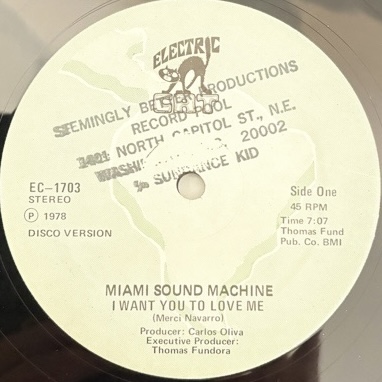 ELECTRIC
CAT
SEEMINGLY BETTER PRODUCTIONS
RECORD POOL
NORTH CAPITOL ST., N.E.
20002
SUNDANCE KID
EC-1703
STEREO
Ⓟ 1978
DISCO VERSION
Side One
45 RPM
Time 7:07
Thomas Fund
Pub. Co. BMI
MIAMI SOUND MACHINE
I WANT YOU TO LOVE ME
(Merci Navarro)
Producer: Carlos Oliva
Executive Producer:
Thomas Fundora